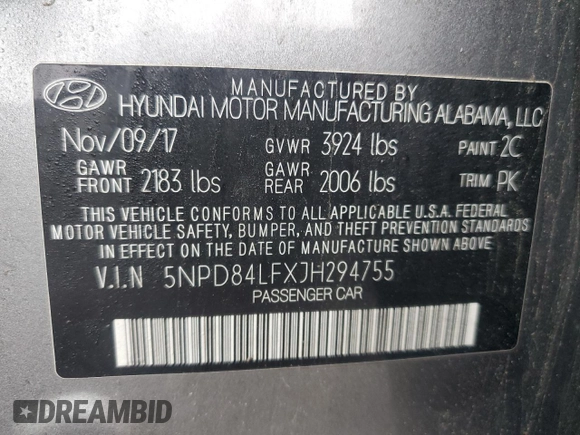 MANUFACTURED BY
HYUNDAI MOTOR MANUFACTURING ALABAMA, LLC
Nov/09/17 GVWR 3924 lbs PAINT 2C
GAWR FRONT 2183 lbs GAWR REAR 2006 lbs TRIM PK
THIS VEHICLE CONFORMS TO ALL APPLICABLE U.S.A. FEDERAL
MOTOR VEHICLE SAFETY, BUMPER, AND THEFT PREVENTION STANDARDS
IN EFFECT ON THE DATE OF MANUFACTURE SHOWN ABOVE.
V.I.N 5NPD84LFXJH294755
PASSENGER CAR
DREAMBID